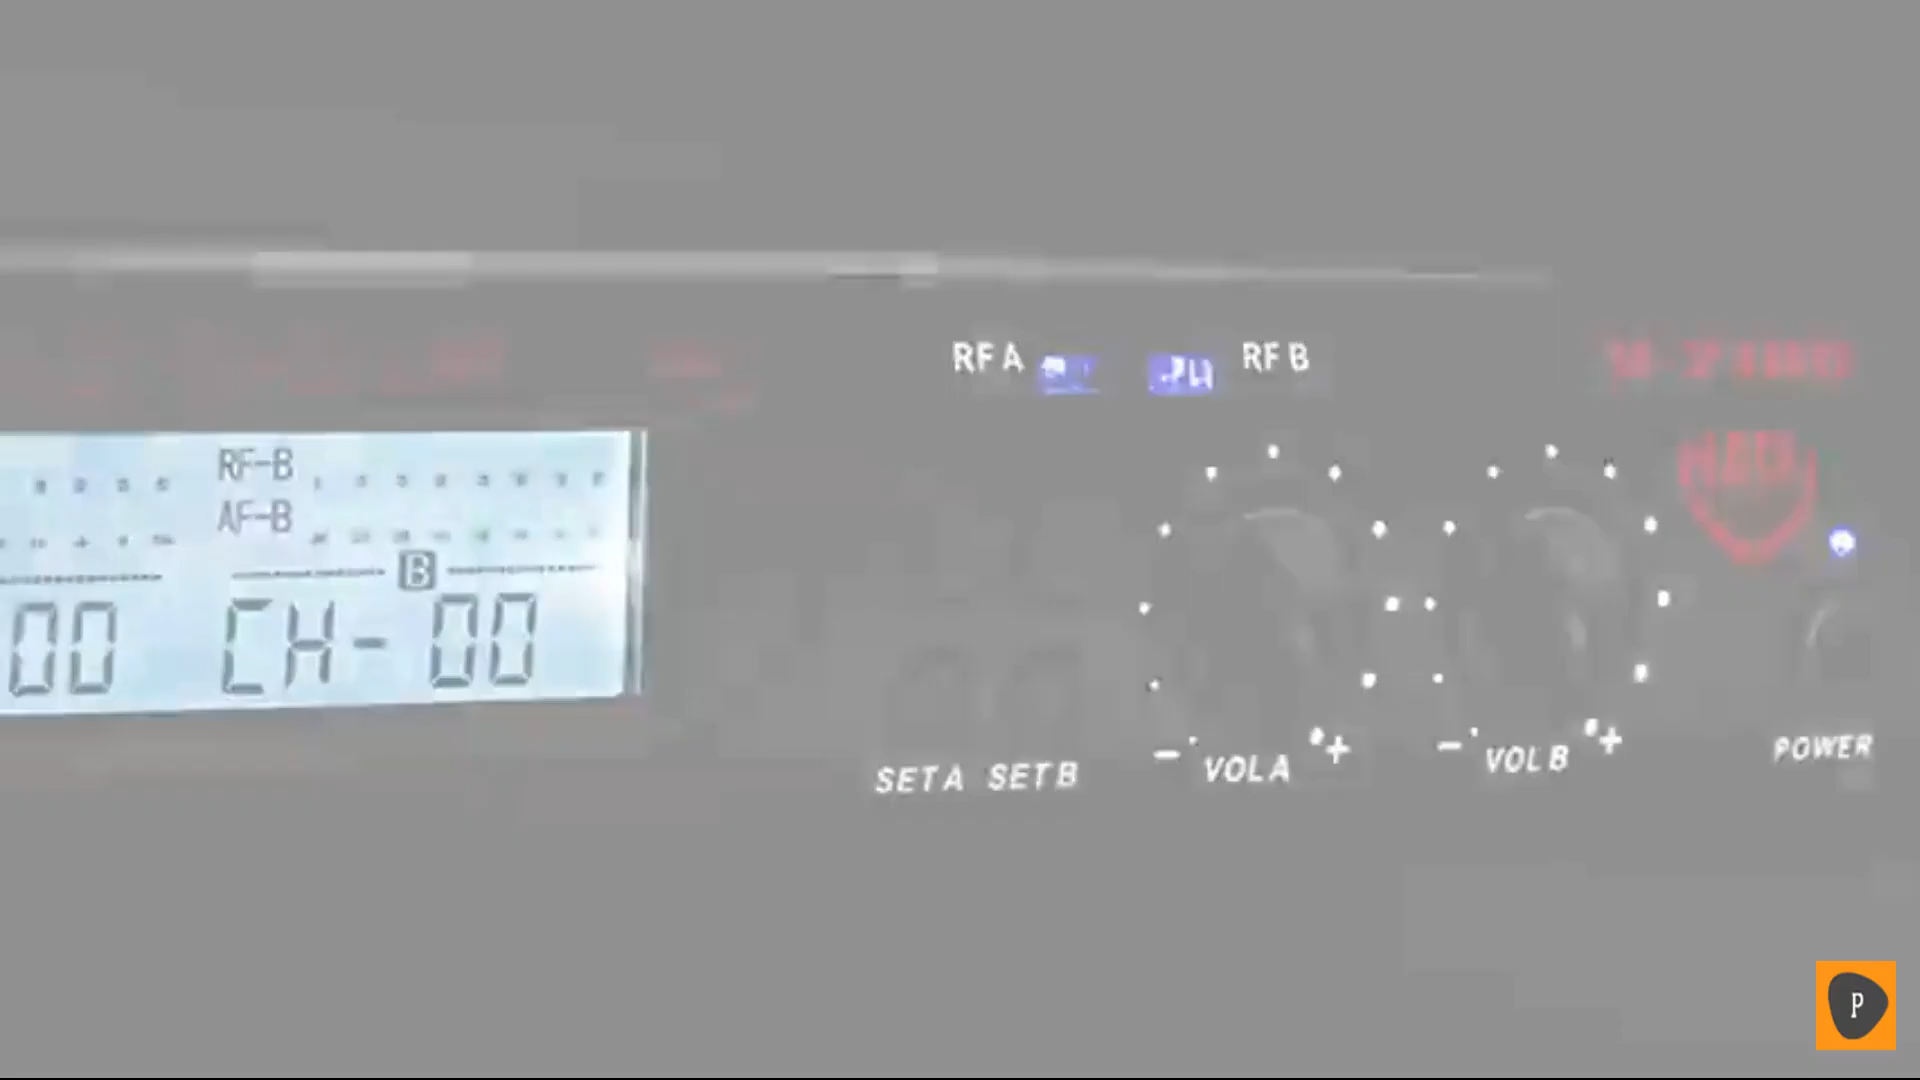 RF A RF B
RF-B
AF-B
B
00 CH-00
SET A SET B
- VOL A +
- VOL B +
POWER
P